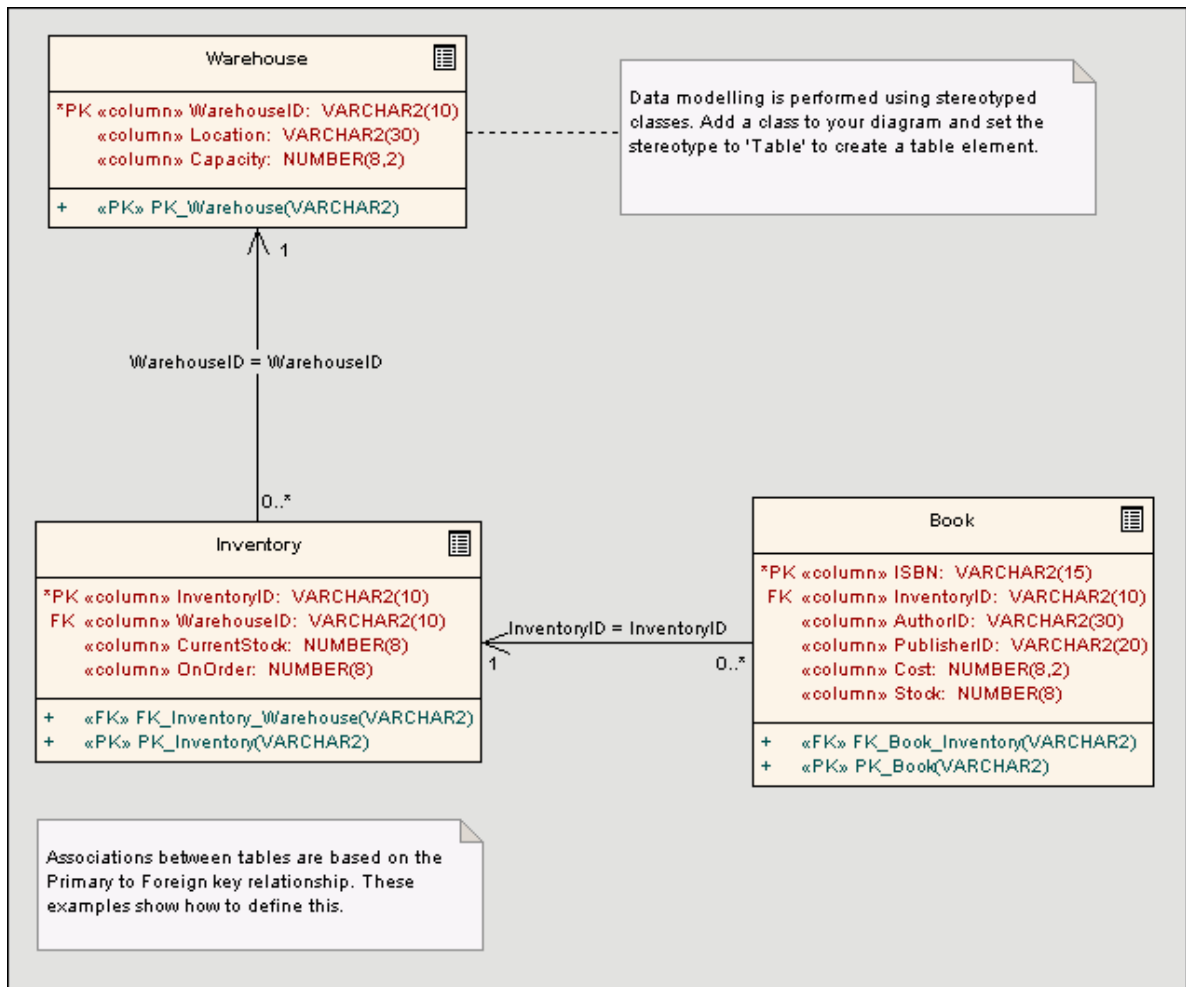 Warehouse
*PK «column» WarehouseID: VARCHAR2(10)
«column» Location: VARCHAR2(30)
«column» Capacity: NUMBER(8,2)
+ «PK» PK_Warehouse(VARCHAR2)
Data modelling is performed using stereotyped
classes. Add a class to your diagram and set the
stereotype to 'Table' to create a table element.
1
WarehouseID = WarehouseID
0..*
Inventory
*PK «column» InventoryID: VARCHAR2(10)
FK «column» WarehouseID: VARCHAR2(10)
«column» CurrentStock: NUMBER(8)
«column» OnOrder: NUMBER(8)
+ «FK» FK_Inventory_Warehouse(VARCHAR2)
+ «PK» PK_Inventory(VARCHAR2)
InventoryID = InventoryID
1
0..*
Book
*PK «column» ISBN: VARCHAR2(15)
FK «column» InventoryID: VARCHAR2(10)
«column» AuthorID: VARCHAR2(30)
«column» PublisherID: VARCHAR2(20)
«column» Cost: NUMBER(8,2)
«column» Stock: NUMBER(8)
+ «FK» FK_Book_Inventory(VARCHAR2)
+ «PK» PK_Book(VARCHAR2)
Associations between tables are based on the
Primary to Foreign key relationship. These
examples show how to define this.